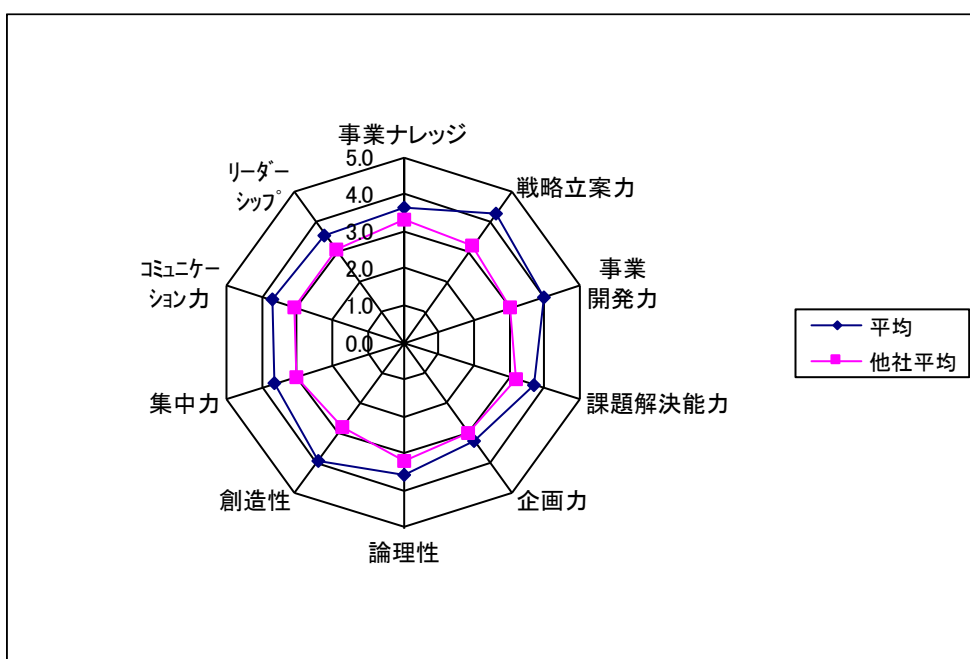 事業ナレッジ
5.0
4.0
3.0
2.0
1.0
0.0
戦略立案力
事業
開発力
課題解決能力
企画力
論理性
創造性
集中力
ｺﾐｭﾆｹｰ
ｼｮﾝ力
ﾘｰﾀﾞｰ
ｼｯﾌﾟ
平均
他社平均